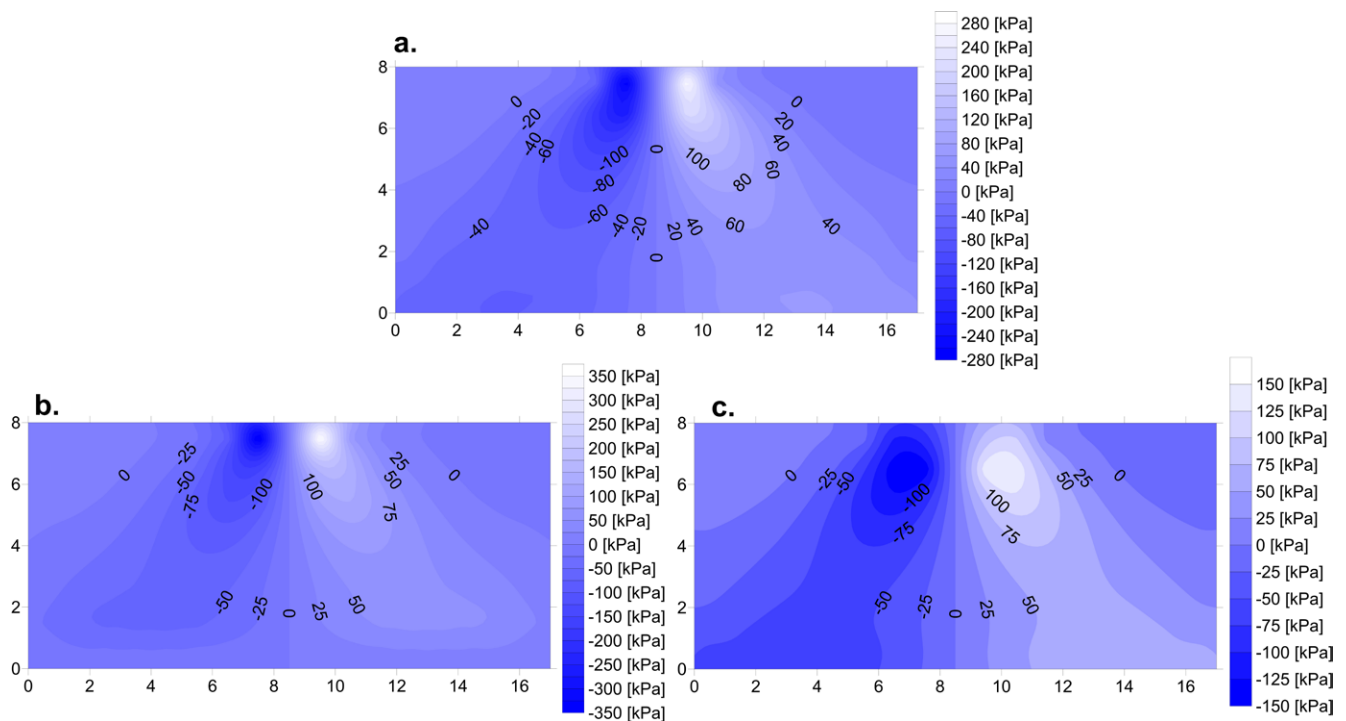 a.
280 [kPa]
240 [kPa]
200 [kPa]
160 [kPa]
120 [kPa]
80 [kPa]
40 [kPa]
0 [kPa]
-40 [kPa]
-80 [kPa]
-120 [kPa]
-160 [kPa]
-200 [kPa]
-240 [kPa]
-280 [kPa]
8
6
4
2
0
0 2 4 6 8 10 12 14 16
0 0
-20 20
-40 40
-60 -100 0 100 60
-80 80
-40 -60 -40 -20 20 40 60 40
0
b.
350 [kPa]
300 [kPa]
250 [kPa]
200 [kPa]
150 [kPa]
100 [kPa]
50 [kPa]
0 [kPa]
-50 [kPa]
-100 [kPa]
-150 [kPa]
-200 [kPa]
-250 [kPa]
-300 [kPa]
-350 [kPa]
8
6
4
2
0
0 2 4 6 8 10 12 14 16
-25 25
0 -50 50 0
-75 -100 100 75
-50 -25 0 25 50
c.
150 [kPa]
125 [kPa]
100 [kPa]
75 [kPa]
50 [kPa]
25 [kPa]
0 [kPa]
-25 [kPa]
-50 [kPa]
-75 [kPa]
-100 [kPa]
-125 [kPa]
-150 [kPa]
8
6
4
2
0
0 2 4 6 8 10 12 14 16
0 -25 -50 50 25 0
-100 100
-75 75
-50 -25 0 25 50